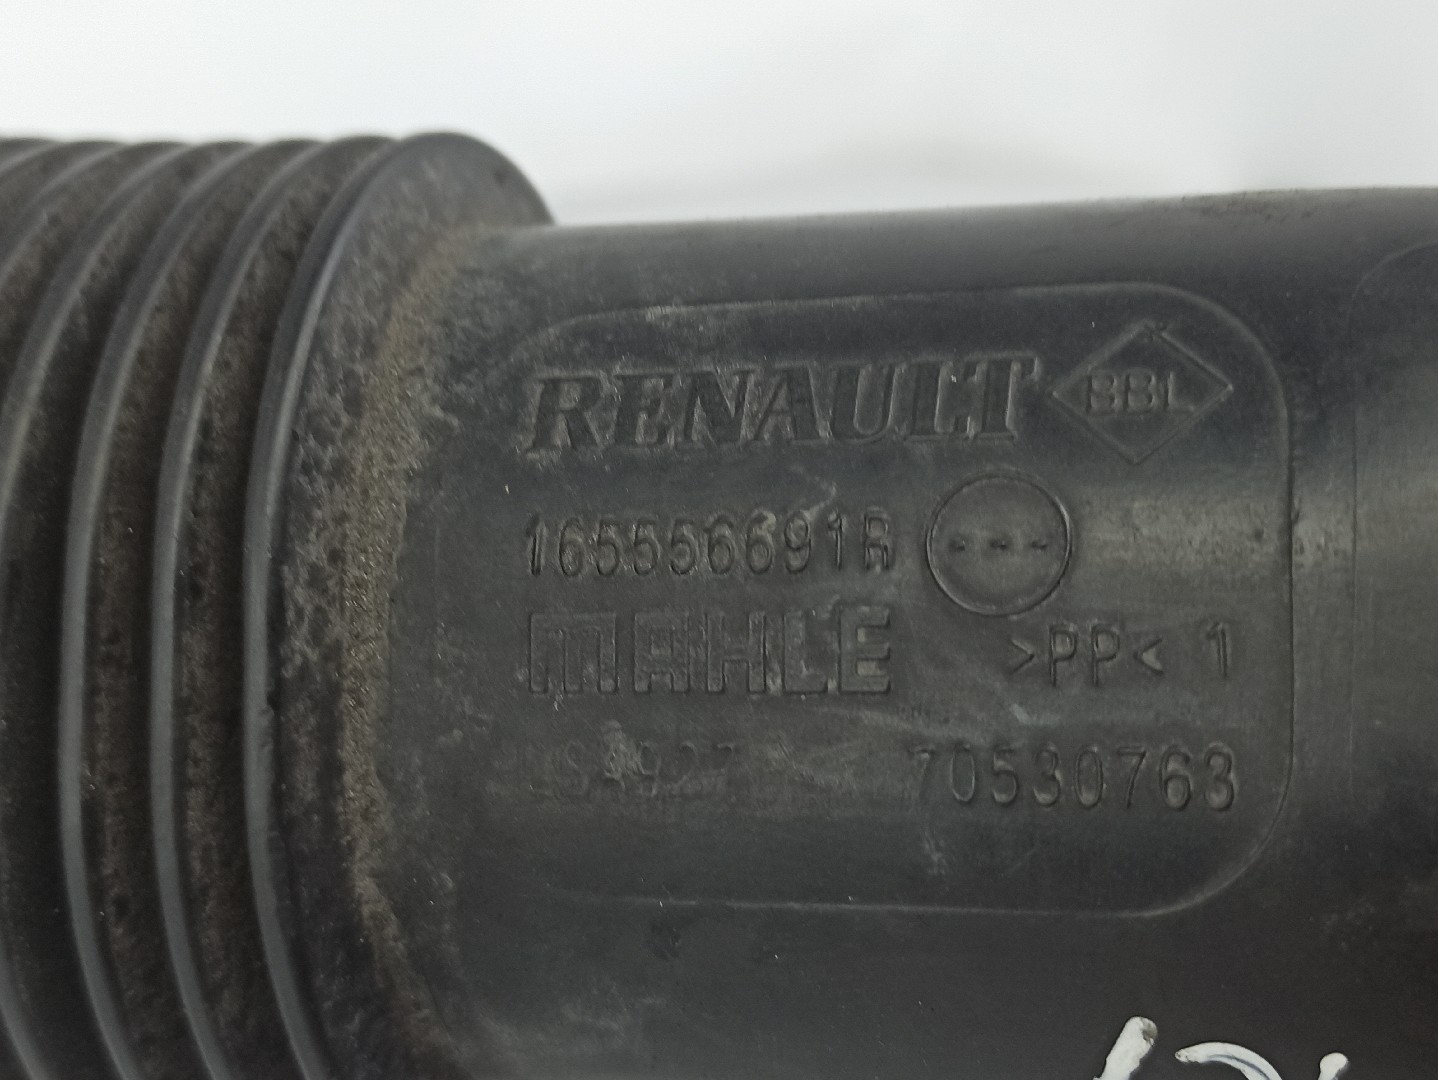 RENAULT BBL
165556691R
MAHLE >PP< 1
70530763